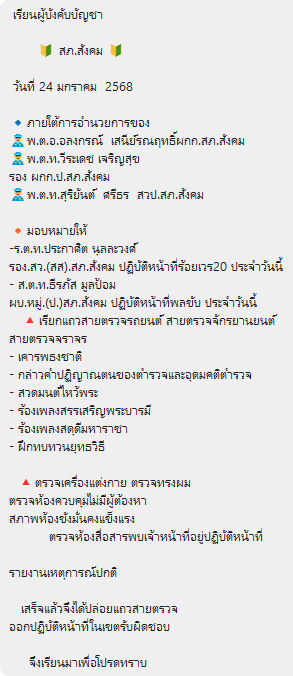 เรียนผู้บังคับบัญชา
🔰 สภ.สังคม 🔰
วันที่ 24 มกราคม 2568
🔹ภายใต้การอำนวยการของ
👮พ.ต.อ.อลงกรณ์ เสนีย์รณฤทธิ์ผกก.สภ.สังคม
👮พ.ต.ท.วีระเดช เจริญสุข
รอง ผกก.ป.สภ.สังคม
👮พ.ต.ท.สุริยันต์ ศรีธร สวป.สภ.สังคม
🔸มอบหมายให้
-ร.ต.ท.ประกาศิต นุลละวงศ์
รอง.สว.(สส).สภ.สังคม ปฏิบัติหน้าที่ร้อยเวร20 ประจำวันนี้
- ส.ต.ท.ธีรภัส มูลป้อม
ผบ.หมู่.(ป.)สภ.สังคม ปฏิบัติหน้าที่พลขับ ประจำวันนี้
🔺เรียกแถวสายตรวจรถยนต์ สายตรวจจักรยานยนต์
สายตรวจจราจร
- เคารพธงชาติ
- กล่าวคำปฏิญาณตนของตำรวจและอุดมคติตำรวจ
- สวดมนต์ไหว้พระ
- ร้องเพลงสรรเสริญพระบารมี
- ร้องเพลงสดุดีมหาราชา
- ฝึกทบทวนยุทธวิธี
🔺ตรวจเครื่องแต่งกาย ตรวจทรงผม
ตรวจห้องควบคุมไม่มีผู้ต้องหา
สภาพห้องขังมั่นคงแข็งแรง
ตรวจห้องสื่อสารพบเจ้าหน้าที่อยู่ปฏิบัติหน้าที่
รายงานเหตุการณ์ปกติ
เสร็จแล้วจึงได้ปล่อยแถวสายตรวจ
ออกปฏิบัติหน้าที่ในเขตรับผิดชอบ
จึงเรียนมาเพื่อโปรดทราบ